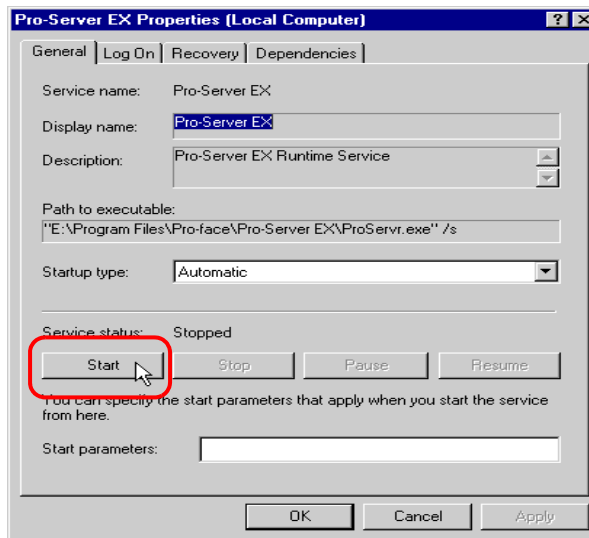 Pro-Server EX Properties (Local Computer)
General Log On Recovery Dependencies
Service name: Pro-Server EX
Display name: Pro-Server EX
Description: Pro-Server EX Runtime Service
Path to executable:
"E:\Program Files\Pro-face\Pro-Server EX\ProServr.exe" /s
Startup type: Automatic
Service status: Stopped
Start Stop Pause Resume
You can specify the start parameters that apply when you start the service
from here.
Start parameters:
OK Cancel Apply